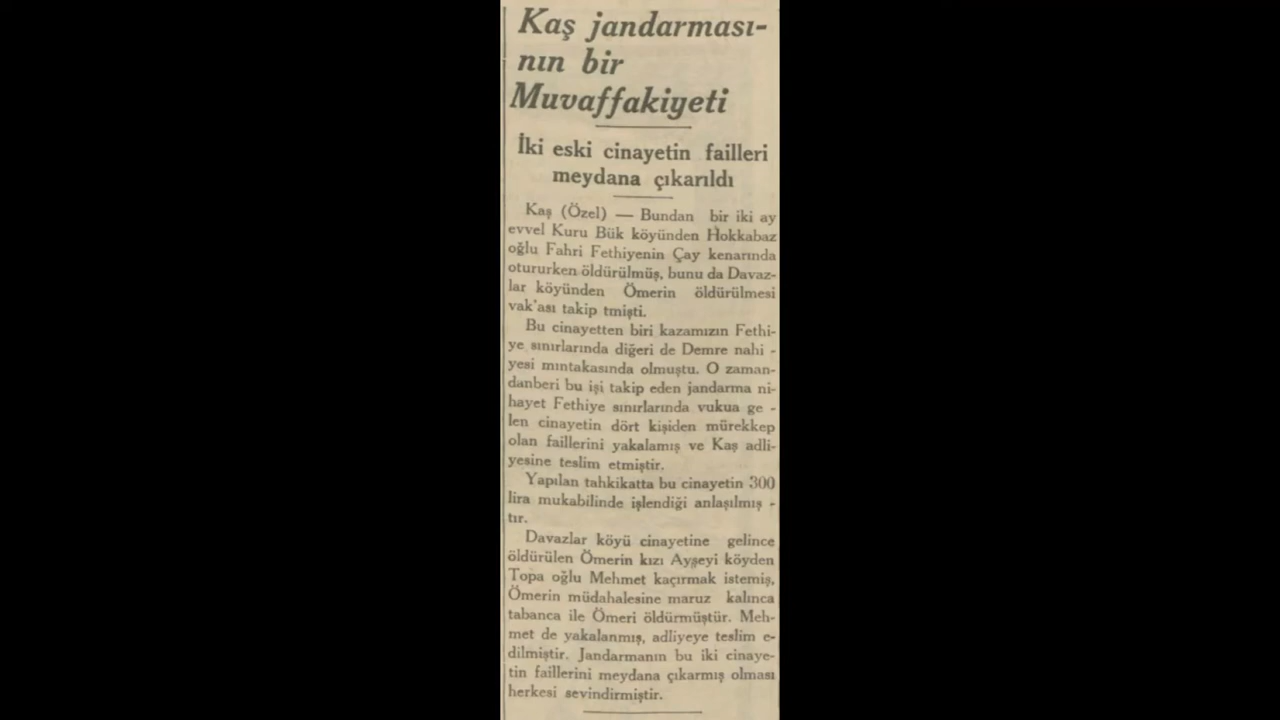 Kaş jandarması-
nın bir
Muvaffakiyeti
İki eski cinayetin failleri
meydana çıkarıldı
Kaş (Özel) — Bundan bir iki ay
evvel Kuru Bük köyünden Hokkabaz
oğlu Fahri Fethiyenin Çay kenarında
otururken öldürülmüş, bunu da Davaz-
lar köyünden Ömerin öldürülmesi
vak'ası takip tmişti.
Bu cinayetten biri kazamızın Fethi-
ye sınırlarında diğeri de Demre nahi -
yesi mıntakasında olmuştu. O zaman-
danberi bu işi takip eden jandarma ni-
hayet Fethiye sınırlarında vukua ge -
len cinayetin dört kişiden mürekkep
olan faillerini yakalamış ve Kaş adli-
yesine teslim etmiştir.
Yapılan tahkikatta bu cinayetin 300
lira mukabilinde işlendiği anlaşılmış -
tır.
Davazlar köyü cinayetine gelince
öldürülen Ömerin kızı Ayşeyi köyden
Topa oğlu Mehmet kaçırmak istemiş,
Ömerin müdahalesine maruz kalınca
tabanca ile Ömeri öldürmüştür. Meh-
met de yakalanmış, adliyeye teslim e-
dilmiştir. Jandarmanın bu iki cinaye-
tin faillerini meydana çıkarmış olması
herkesi sevindirmiştir.